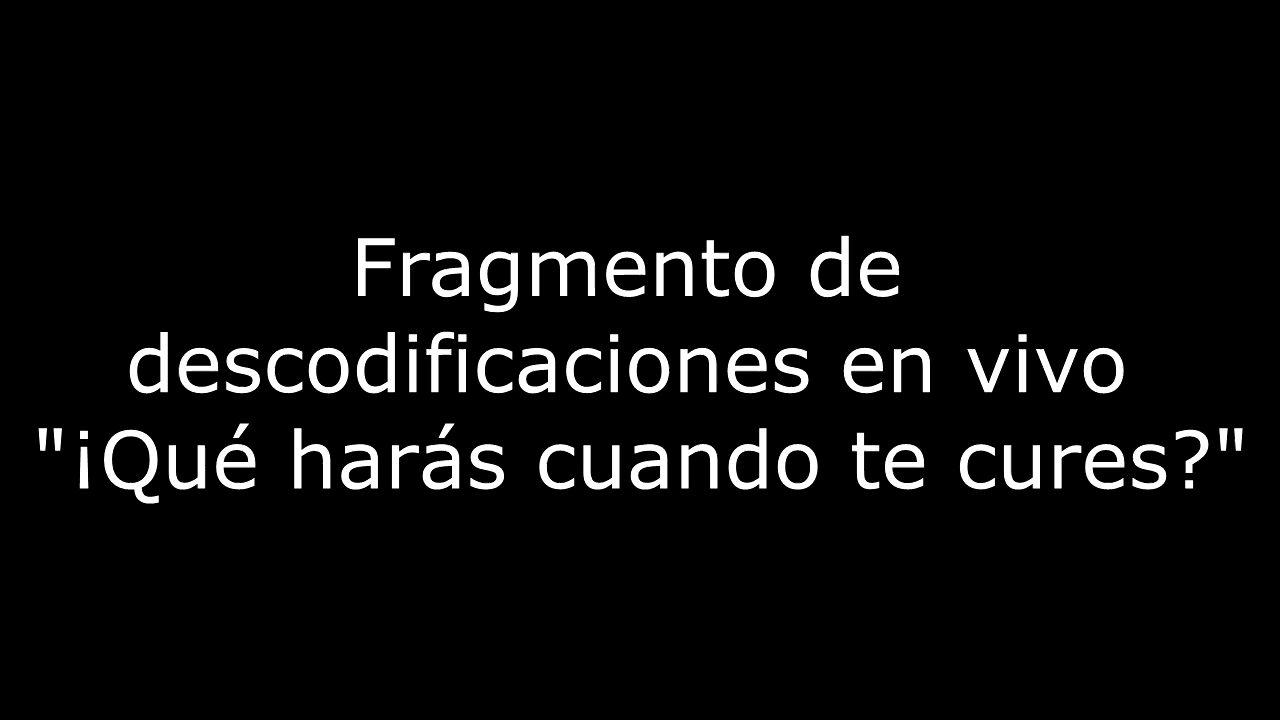 Fragmento de
descodificaciones en vivo
"¡Qué harás cuando te cures?"